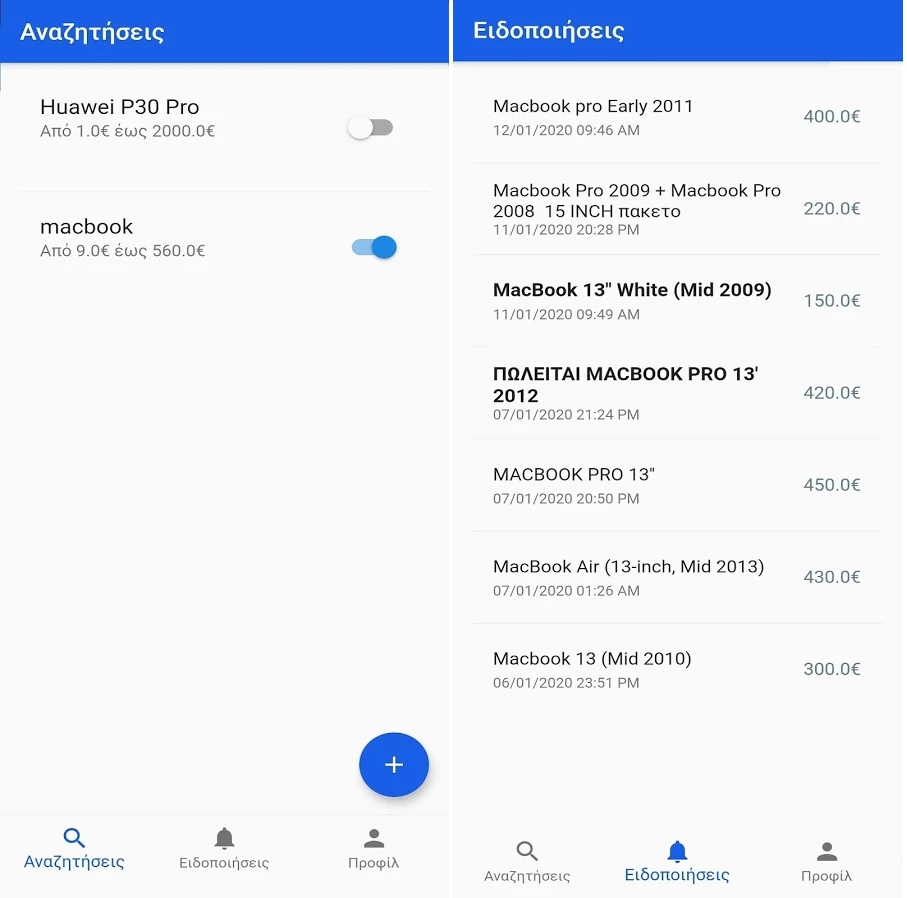 Αναζητήσεις
Huawei P30 Pro
Από 1.0€ έως 2000.0€
macbook
Από 9.0€ έως 560.0€
+
Αναζητήσεις
Ειδοποιήσεις
Προφίλ
Ειδοποιήσεις
Macbook pro Early 2011
12/01/2020 09:46 AM
400.0€
Macbook Pro 2009 + Macbook Pro
2008  15 INCH πακετο
11/01/2020 20:28 PM
220.0€
MacBook 13" White (Mid 2009)
11/01/2020 09:49 AM
150.0€
ΠΩΛΕΙΤΑΙ MACBOOK PRO 13'
2012
07/01/2020 21:24 PM
420.0€
MACBOOK PRO 13"
07/01/2020 20:50 PM
450.0€
MacBook Air (13-inch, Mid 2013)
07/01/2020 01:26 AM
430.0€
Macbook 13 (Mid 2010)
06/01/2020 23:51 PM
300.0€
Αναζητήσεις
Ειδοποιήσεις
Προφίλ